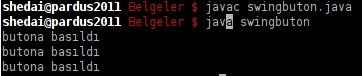 shedai@pardus2011 Belgeler $ javac swingbuton.java
shedai@pardus2011 Belgeler $ java swingbuton
butona basıldı
butona basıldı
butona basıldı